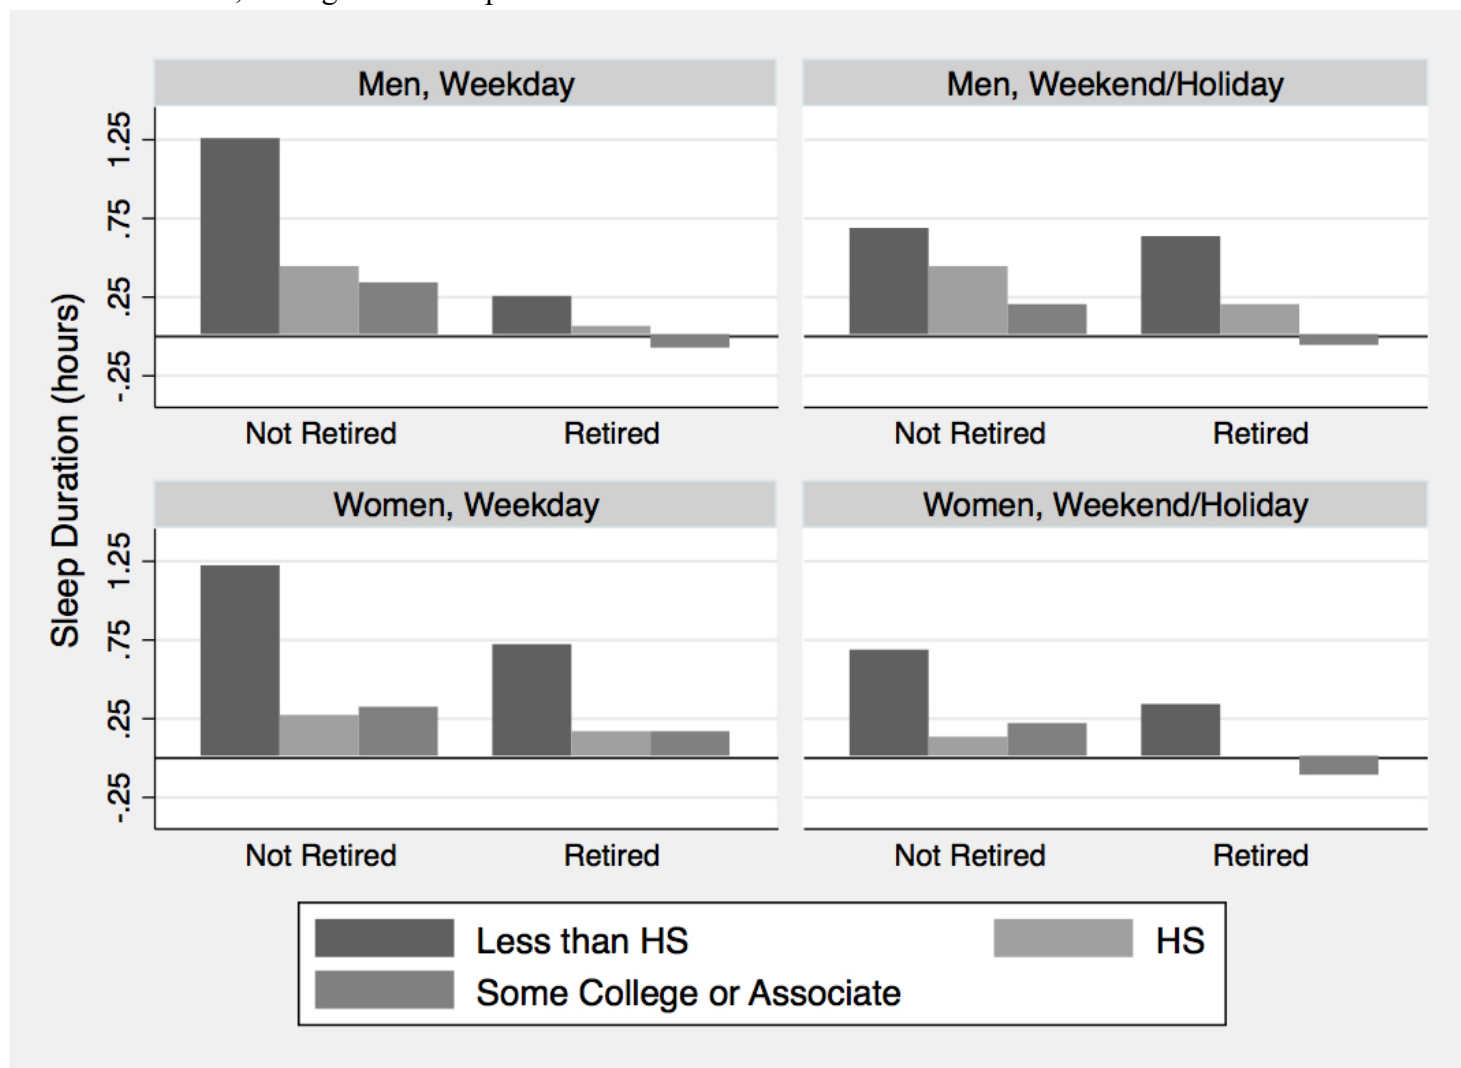 Men, Weekday
Men, Weekend/Holiday
Sleep Duration (hours)
1.25
.75
.25
-.25
Not Retired
Retired
Not Retired
Retired
Women, Weekday
Women, Weekend/Holiday
1.25
.75
.25
-.25
Not Retired
Retired
Not Retired
Retired
Less than HS
HS
Some College or Associate